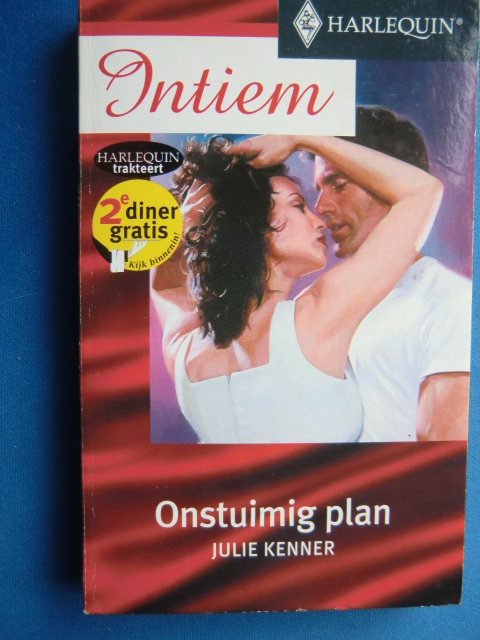 HARLEQUIN®
Intiem
HARLEQUIN
trakteert
2e diner
gratis
Kijk binnenin!
Onstuimig plan
JULIE KENNER